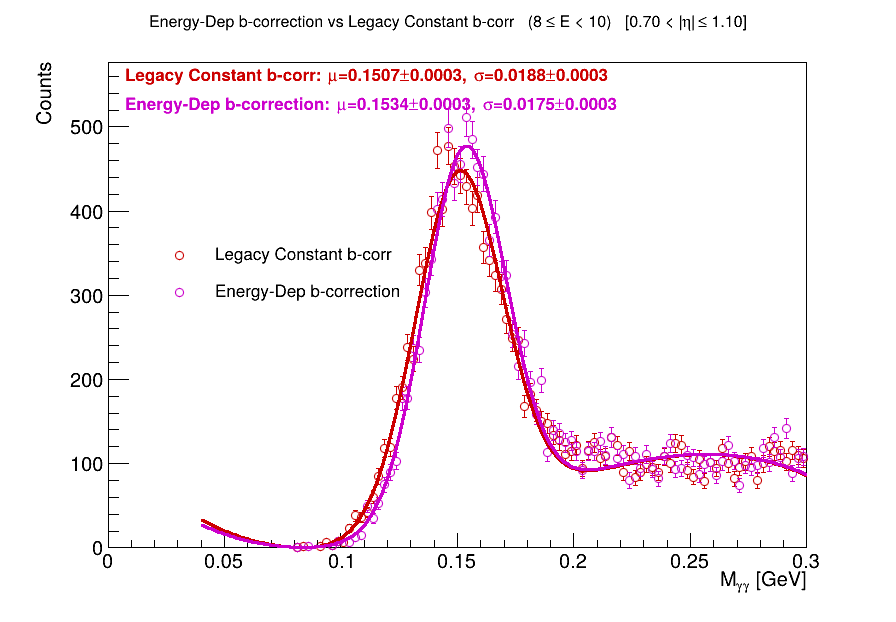 Energy-Dep b-correction vs Legacy Constant b-corr (8 ≤ E < 10) [0.70 < |η| ≤ 1.10]
Legacy Constant b-corr: μ=0.1507±0.0003, σ=0.0188±0.0003
Energy-Dep b-correction: μ=0.1534±0.0003, σ=0.0175±0.0003
Counts
500
400
300
200
100
0
Legacy Constant b-corr
Energy-Dep b-correction
0 0.05 0.1 0.15 0.2 0.25 0.3
Mγγ [GeV]